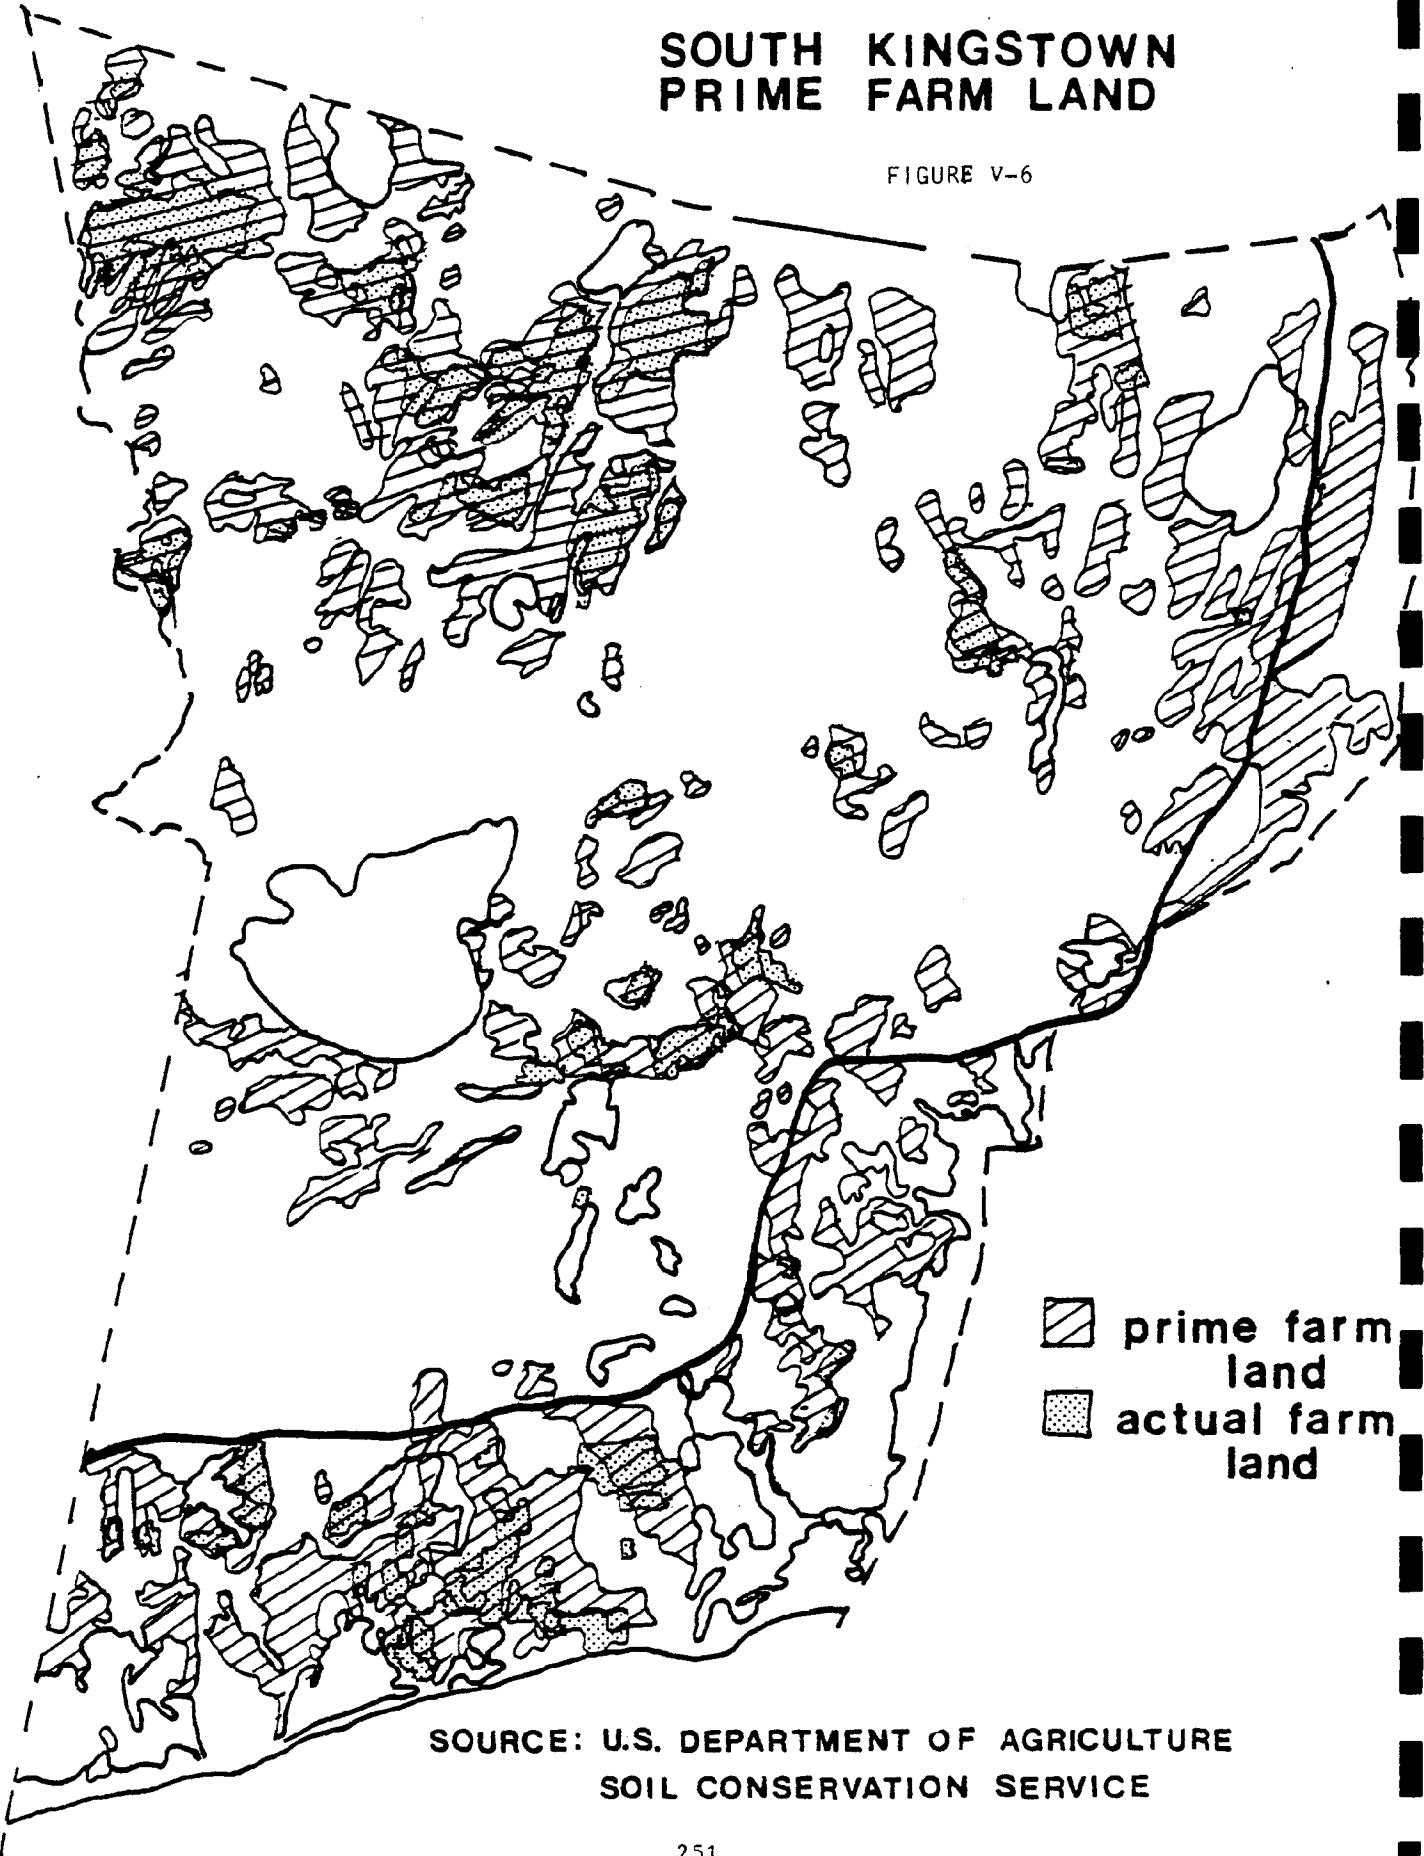 SOUTH KINGSTOWN
PRIME FARM LAND
FIGURE V-6
prime farm
land
actual farm
land
SOURCE: U.S. DEPARTMENT OF AGRICULTURE
SOIL CONSERVATION SERVICE
251